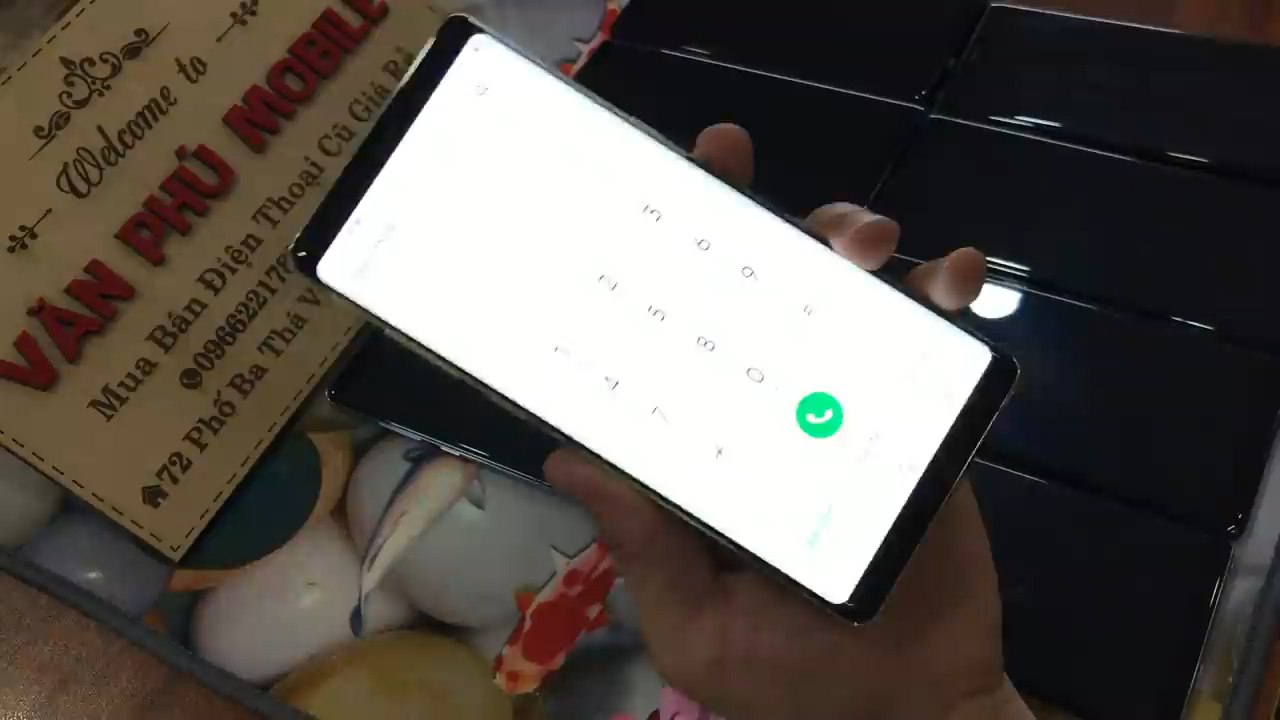 Welcome to
VĂN PHÚ MOBILE
Mua Bán Điện Thoại Cũ Giá
0966221
72 Phố Ba Thá
1 2 3
4 5 6
7 8 9
* 0 #